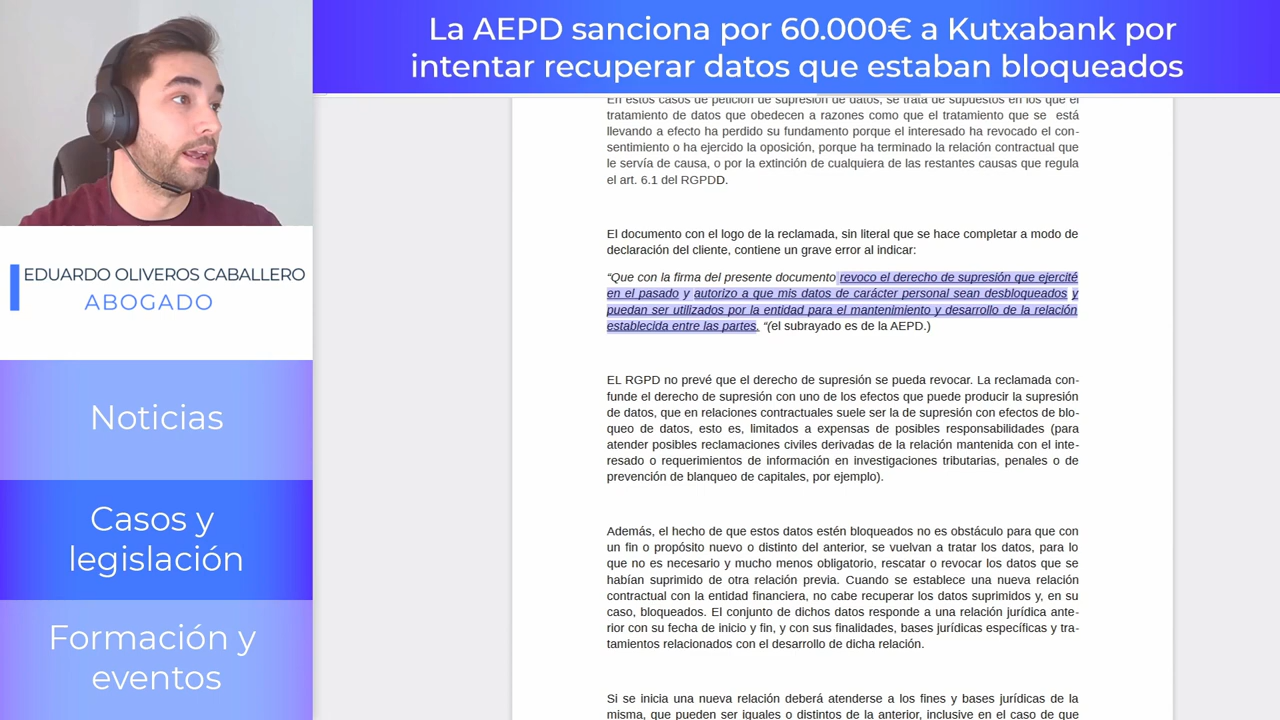 La AEPD sanciona por 60.000€ a Kutxabank por
intentar recuperar datos que estaban bloqueados
EDUARDO OLIVEROS CABALLERO
ABOGADO
Noticias
Casos y
legislación
Formación y
eventos
En estos casos de petición de supresión de datos, se trata de supuestos en los que el
tratamiento de datos que obedecen a razones como que el tratamiento que se está
llevando a efecto ha perdido su fundamento porque el interesado ha revocado el con-
sentimiento o ha ejercido la oposición, porque ha terminado la relación contractual que
le servía de causa, o por la extinción de cualquiera de las restantes causas que regula
el art. 6.1 del RGPDD.
El documento con el logo de la reclamada, sin literal que se hace completar a modo de
declaración del cliente, contiene un grave error al indicar:
“Que con la firma del presente documento revoco el derecho de supresión que ejercité
en el pasado y autorizo a que mis datos de carácter personal sean desbloqueados y
puedan ser utilizados por la entidad para el mantenimiento y desarrollo de la relación
establecida entre las partes. “(el subrayado es de la AEPD.)
EL RGPD no prevé que el derecho de supresión se pueda revocar. La reclamada con-
funde el derecho de supresión con uno de los efectos que puede producir la supresión
de datos, que en relaciones contractuales suele ser la de supresión con efectos de blo-
queo de datos, esto es, limitados a expensas de posibles responsabilidades (para
atender posibles reclamaciones civiles derivadas de la relación mantenida con el inte-
resado o requerimientos de información en investigaciones tributarias, penales o de
prevención de blanqueo de capitales, por ejemplo).
Además, el hecho de que estos datos estén bloqueados no es obstáculo para que con
un fin o propósito nuevo o distinto del anterior, se vuelvan a tratar los datos, para lo
que no es necesario y mucho menos obligatorio, rescatar o revocar los datos que se
habían suprimido de otra relación previa. Cuando se establece una nueva relación
contractual con la entidad financiera, no cabe recuperar los datos suprimidos y, en su
caso, bloqueados. El conjunto de dichos datos responde a una relación jurídica ante-
rior con su fecha de inicio y fin, y con sus finalidades, bases jurídicas específicas y tra-
tamientos relacionados con el desarrollo de dicha relación.
Si se inicia una nueva relación deberá atenderse a los fines y bases jurídicas de la
misma, que pueden ser iguales o distintos de la anterior, inclusive en el caso de que